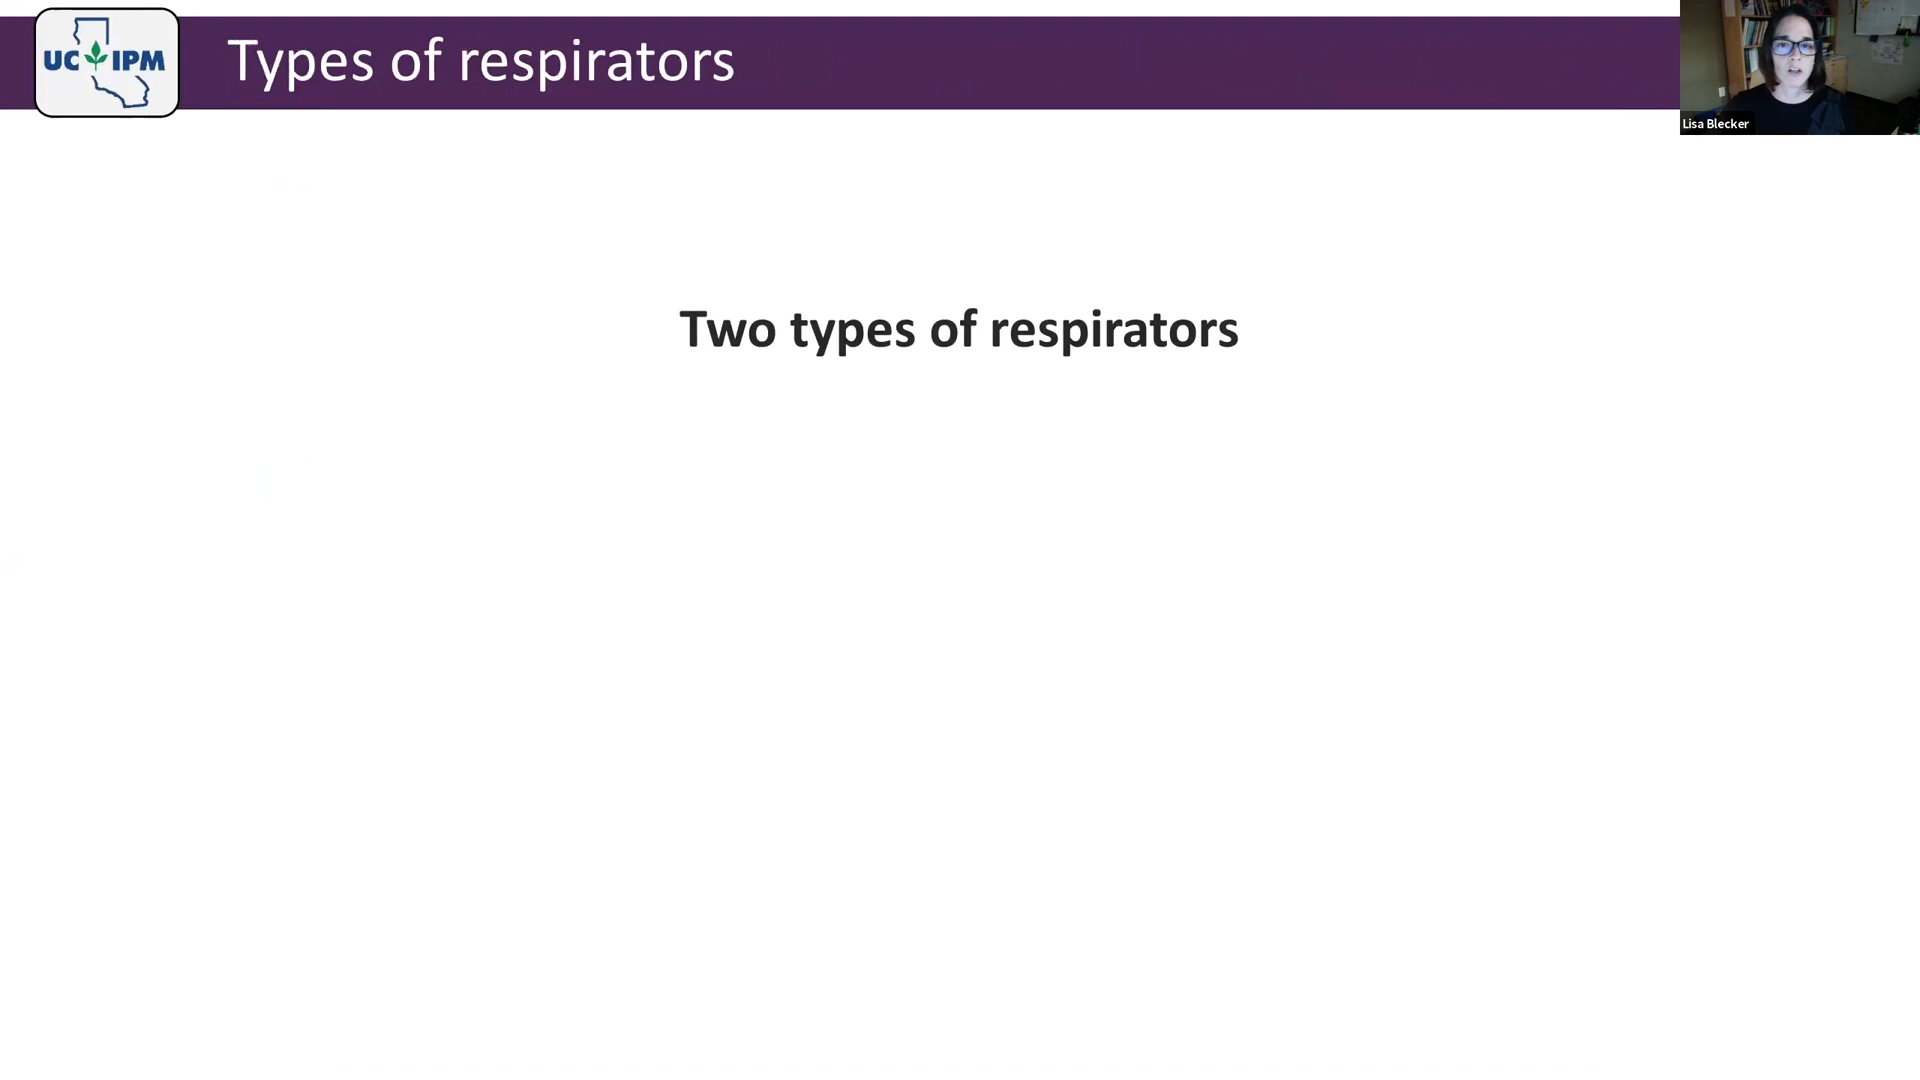 UC IPM
Types of respirators
Lisa Blecker
Two types of respirators